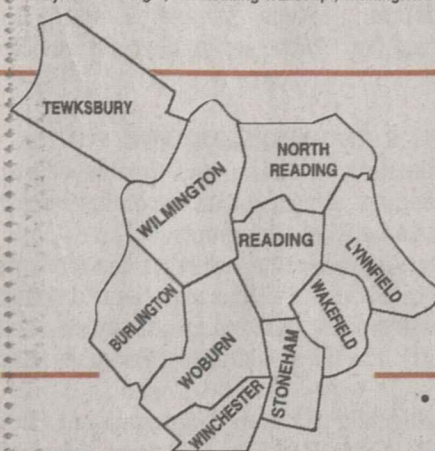 TEWKSBURY
WILMINGTON
NORTH
READING
READING
LYNNFIELD
BURLINGTON
WAKEFIELD
WOBURN
STONEHAM
WINCHESTER